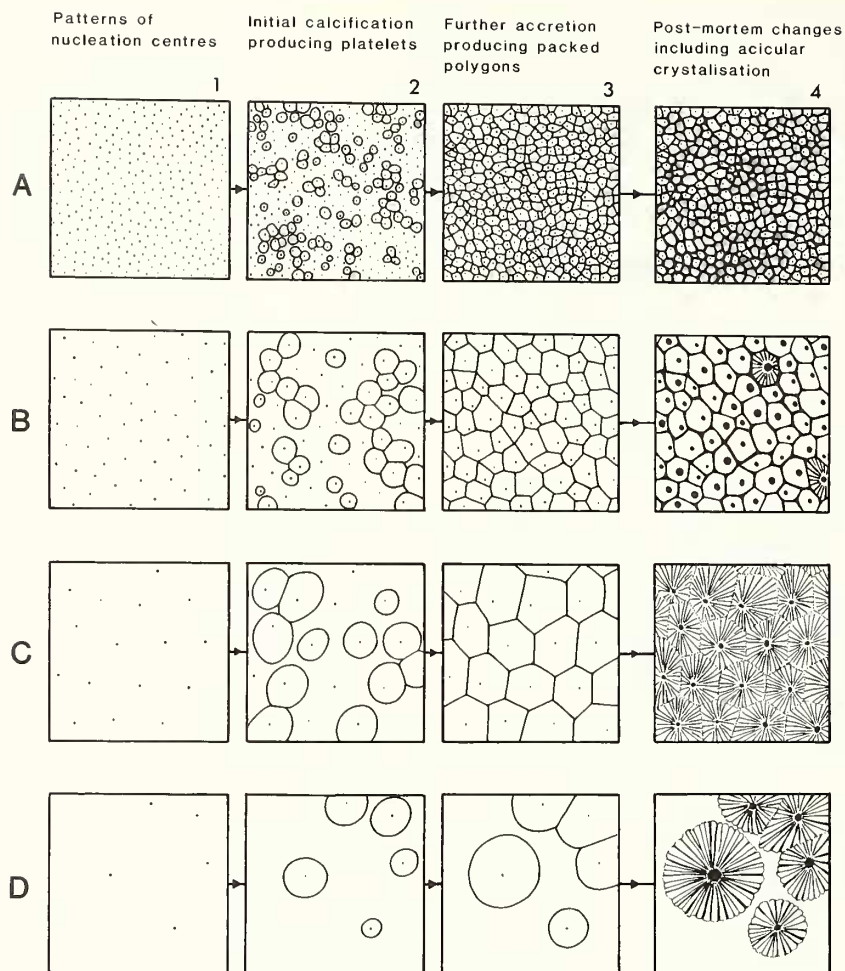 Patterns of
nucleation centres
Initial calcification
producing platelets
Further accretion
producing packed
polygons
Post-mortem changes
including acicular
crystalisation
1
2
3
4
A
B
C
D